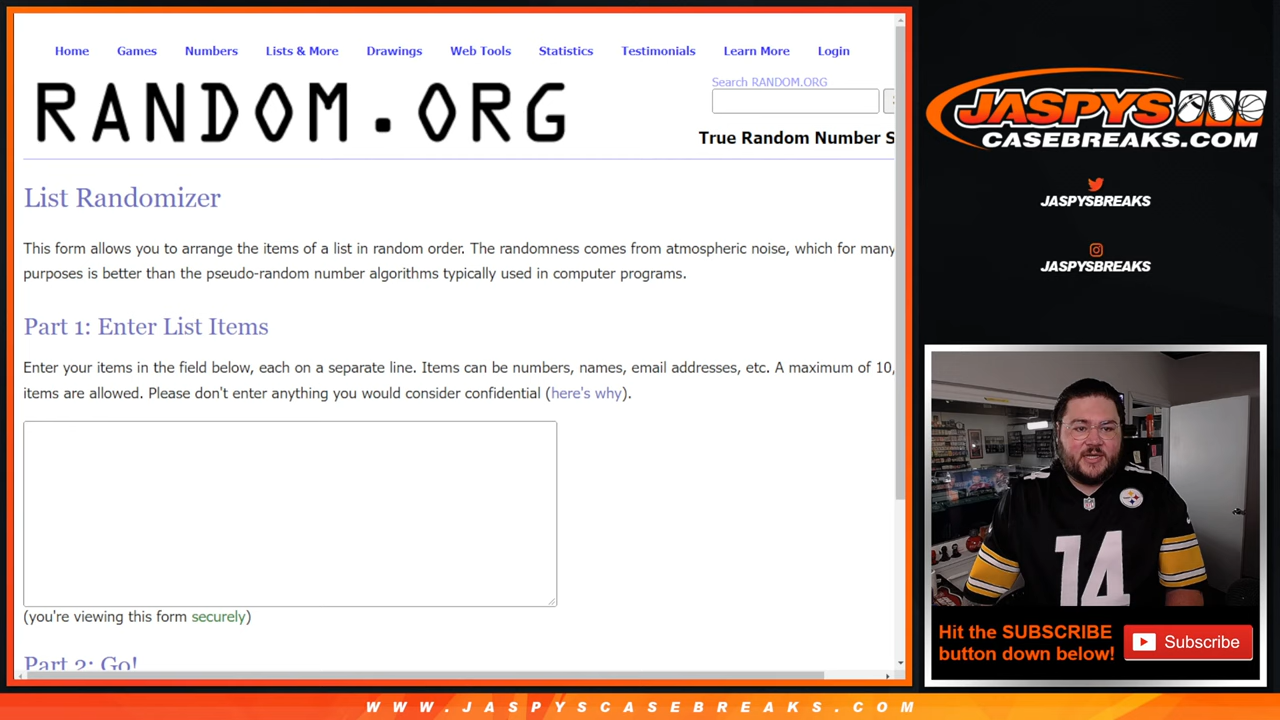 Home Games Numbers Lists & More Drawings Web Tools Statistics Testimonials Learn More Login
RANDOM.ORG
Search RANDOM.ORG
True Random Number S
List Randomizer
This form allows you to arrange the items of a list in random order. The randomness comes from atmospheric noise, which for many
purposes is better than the pseudo-random number algorithms typically used in computer programs.
Part 1: Enter List Items
Enter your items in the field below, each on a separate line. Items can be numbers, names, email addresses, etc. A maximum of 10,
items are allowed. Please don't enter anything you would consider confidential (here's why).
(you're viewing this form securely)
Part 2: Go!
JASPYS
CASEBREAKS.COM
JASPYSBREAKS
JASPYSBREAKS
14
Hit the SUBSCRIBE
button down below!
Subscribe
WWW.JASPYSCASEBREAKS.COM